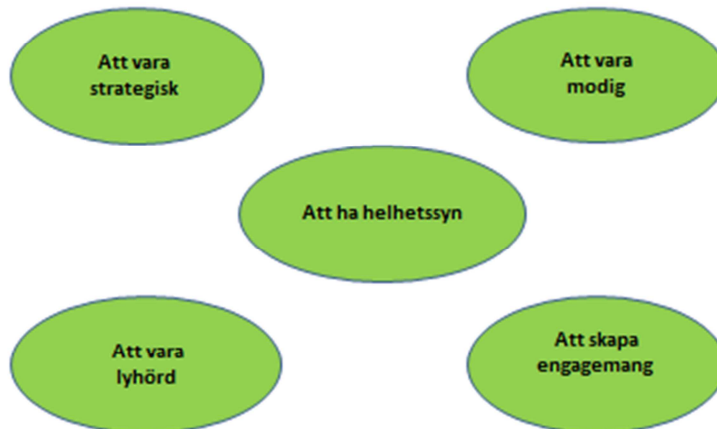 Att vara
strategisk
Att vara
modig
Att ha helhetssyn
Att vara
lyhörd
Att skapa
engagemang